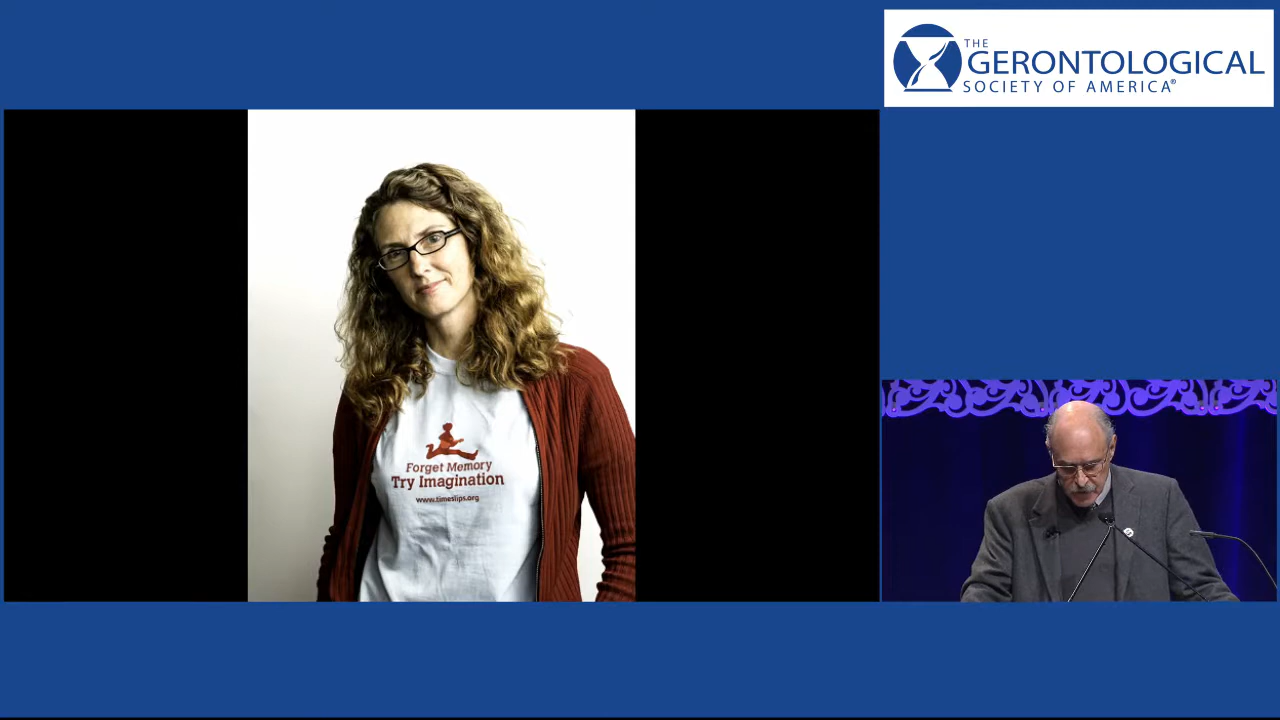 THE
GERONTOLOGICAL
SOCIETY OF AMERICA®
Forget Memory
Try Imagination
www.timeslips.org